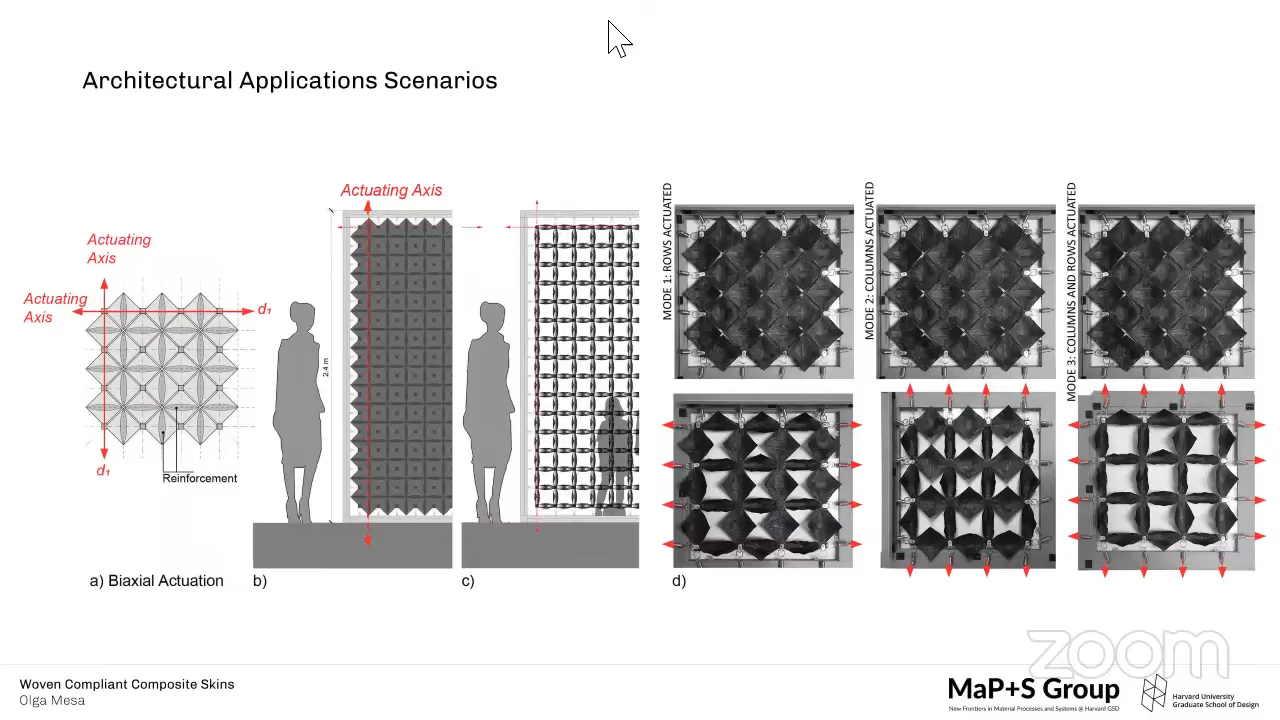 Architectural Applications Scenarios
Actuating
Axis
Actuating
Axis
d₁
d₁
Reinforcement
a) Biaxial Actuation
Actuating Axis
2.4 m
b)
c)
MODE 1: ROWS ACTUATED
MODE 2: COLUMNS ACTUATED
MODE 3: COLUMNS AND ROWS ACTUATED
d)
zoom
Woven Compliant Composite Skins
Olga Mesa
MaP+S Group
New Frontiers in Material Processes and Systems @ Harvard GSD
Harvard University
Graduate School of Design